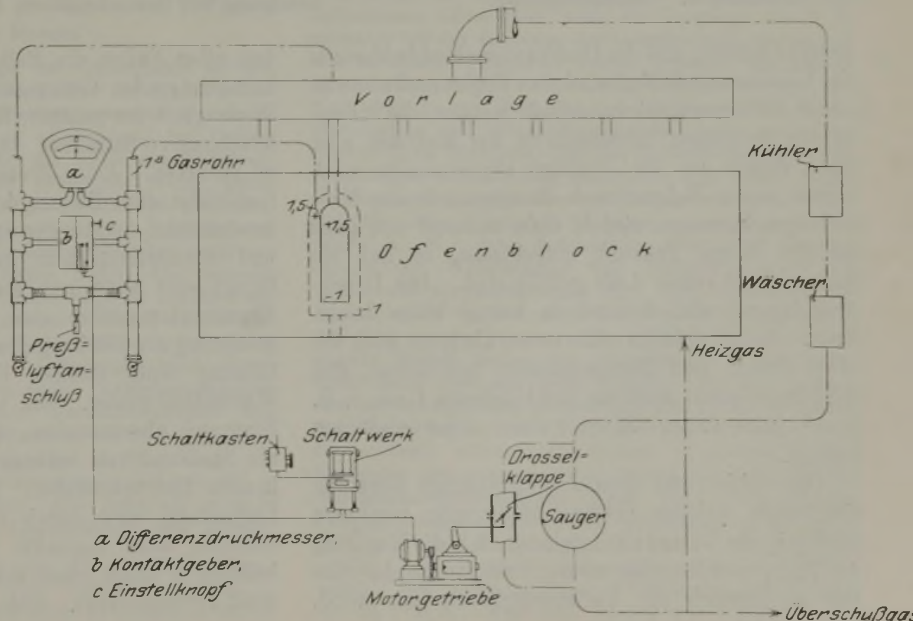 Vorlage
a
1" Gasrohr
Kühler
b
c
1,5
+1,5
Ofenblock
-1
-1
Wäscher
Preß=
luftan=
schluß
Heizgas
Schaltkasten
Schaltwerk
Drossel=
klappe
Sauger
a Differenzdruckmesser,
b Kontaktgeber,
c Einstellknopf
Motorgetriebe
Überschußgas